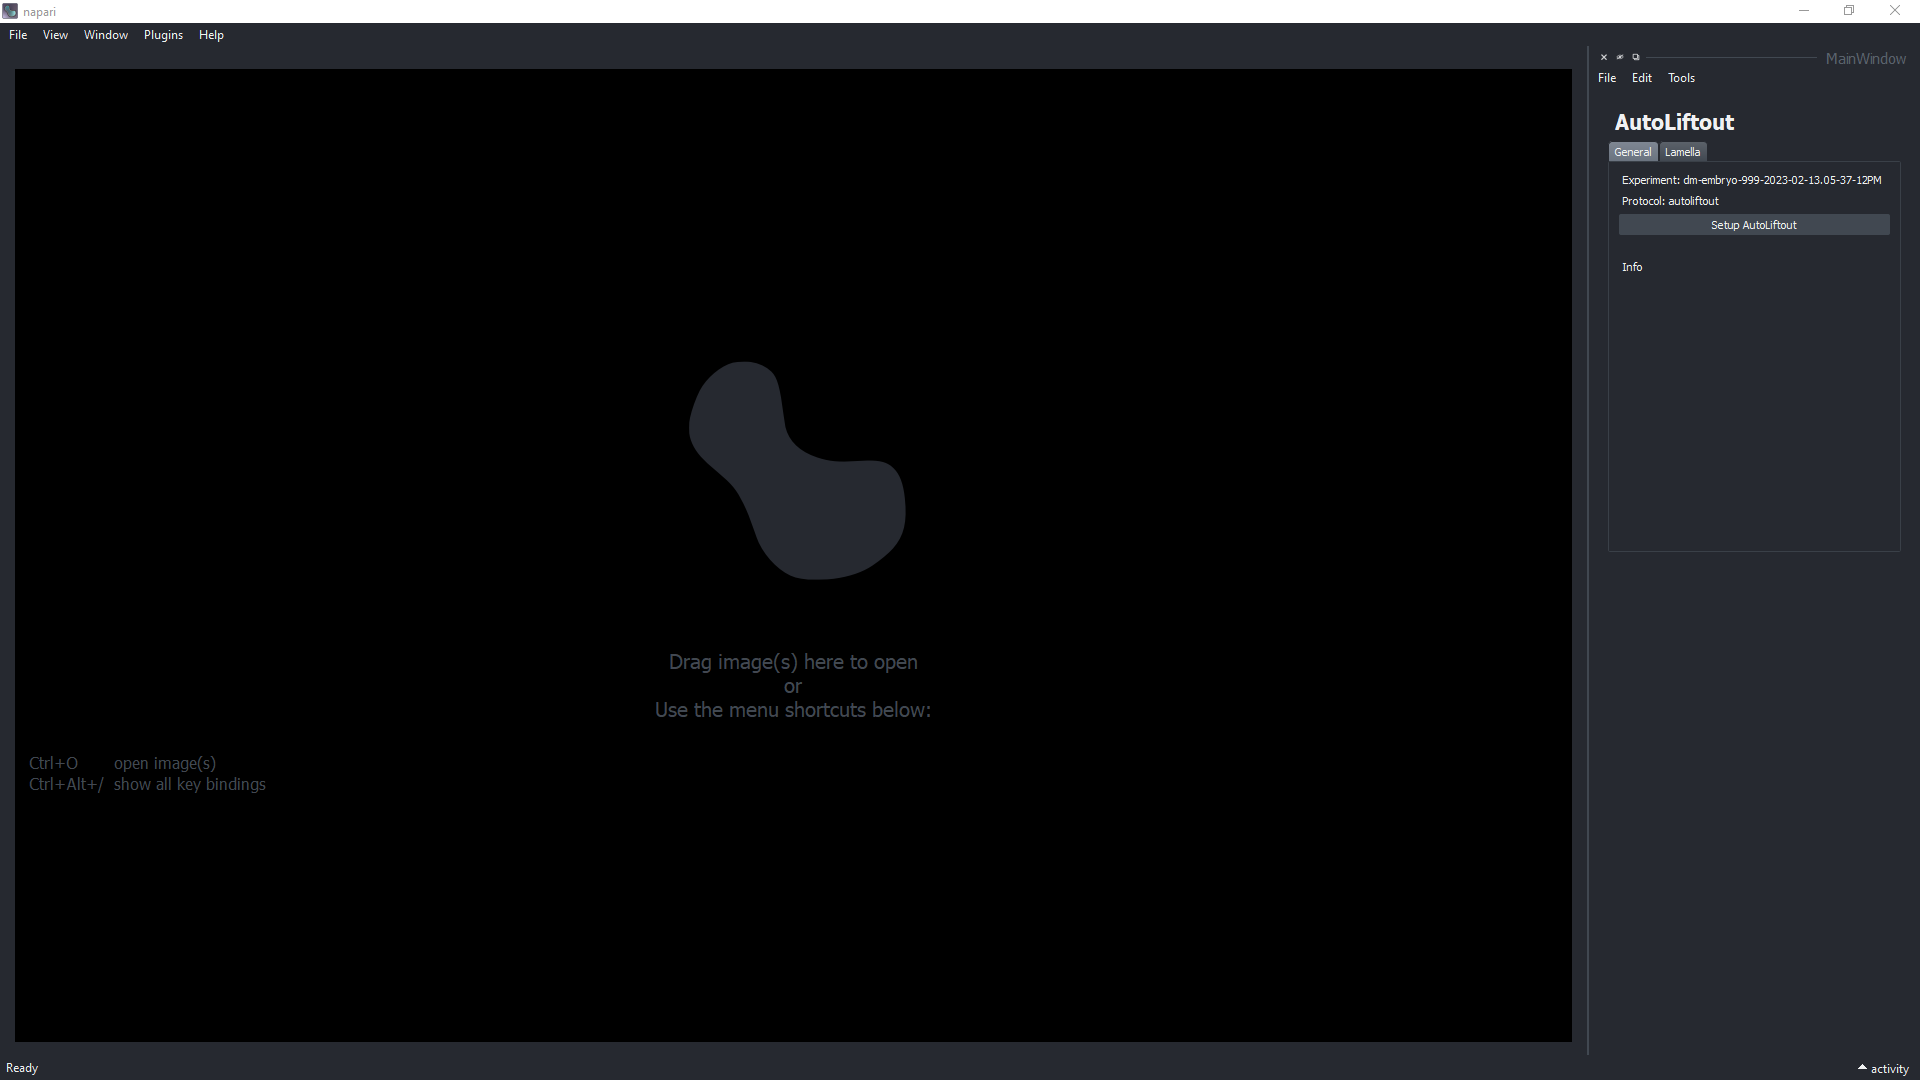 napari
File View Window Plugins Help
MainWindow
File Edit Tools
AutoLiftout
General Lamella
Experiment: dm-embryo-999-2023-02-13.05-37-12PM
Protocol: autoliftout
Setup AutoLiftout
Info
Drag image(s) here to open
or
Use the menu shortcuts below:
Ctrl+O open image(s)
Ctrl+Alt+/ show all key bindings
Ready
activity